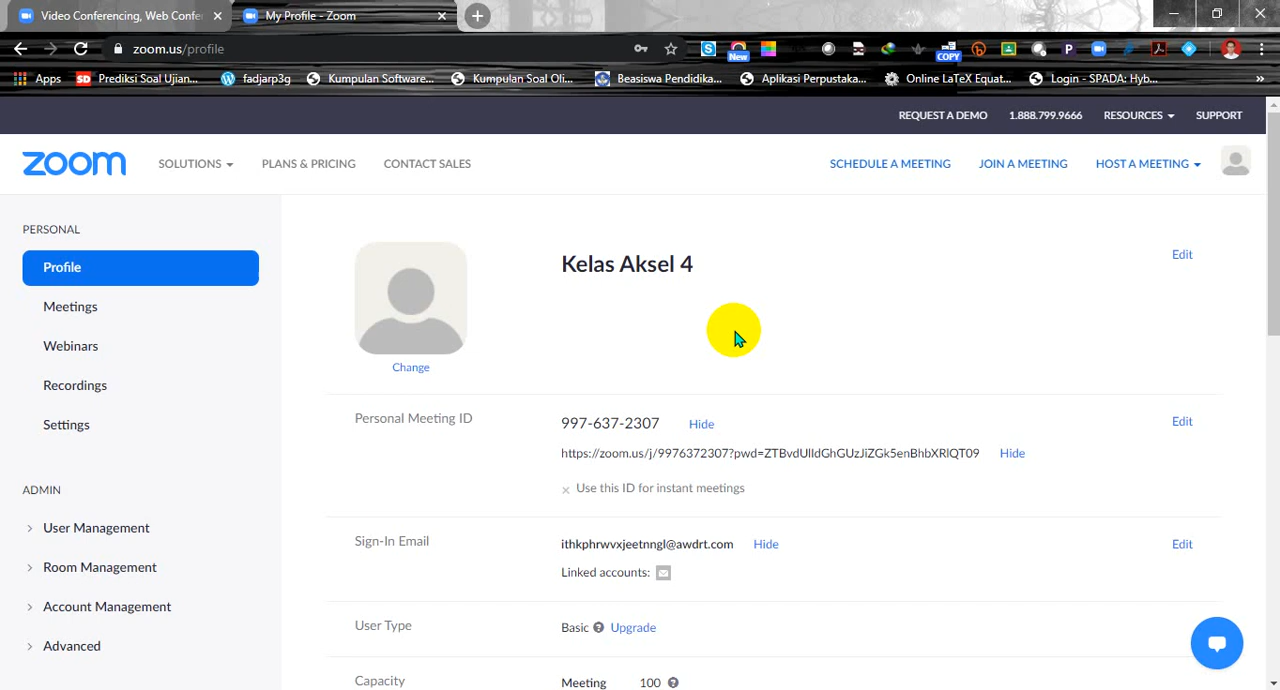 Video Conferencing, Web Confe
My Profile - Zoom
zoom.us/profile
New
COPY
Apps
SD
Prediksi Soal Ujian...
fadjarp3g
Kumpulan Software...
Kumpulan Soal Oli...
Beasiswa Pendidika...
Aplikasi Perpustaka...
Online LaTeX Equat...
Login - SPADA: Hyb...
REQUEST A DEMO
1.888.799.9666
RESOURCES
SUPPORT
zoom
SOLUTIONS
PLANS & PRICING
CONTACT SALES
SCHEDULE A MEETING
JOIN A MEETING
HOST A MEETING
PERSONAL
Profile
Meetings
Webinars
Recordings
Settings
ADMIN
User Management
Room Management
Account Management
Advanced
Kelas Aksel 4
Edit
Change
Personal Meeting ID
997-637-2307
Hide
Edit
https://zoom.us/j/9976372307?pwd=ZTBvdUlIdGhGUzJiZGk5enBhbXRlQT09
Hide
Use this ID for instant meetings
Sign-In Email
ithkphrwvxjeetnngl@awdrt.com
Hide
Edit
Linked accounts:
User Type
Basic
Upgrade
Capacity
Meeting
100